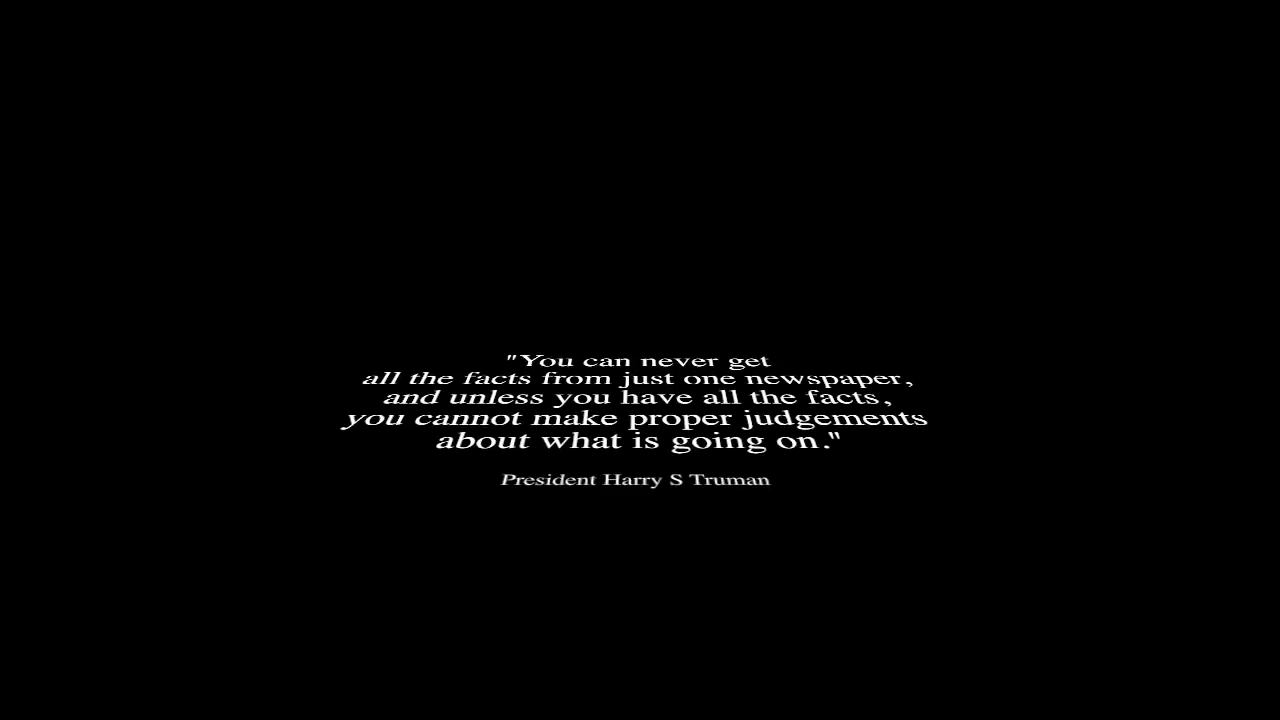 "You can never get
all the facts from just one newspaper,
and unless you have all the facts,
you cannot make proper judgements
about what is going on."
President Harry S Truman